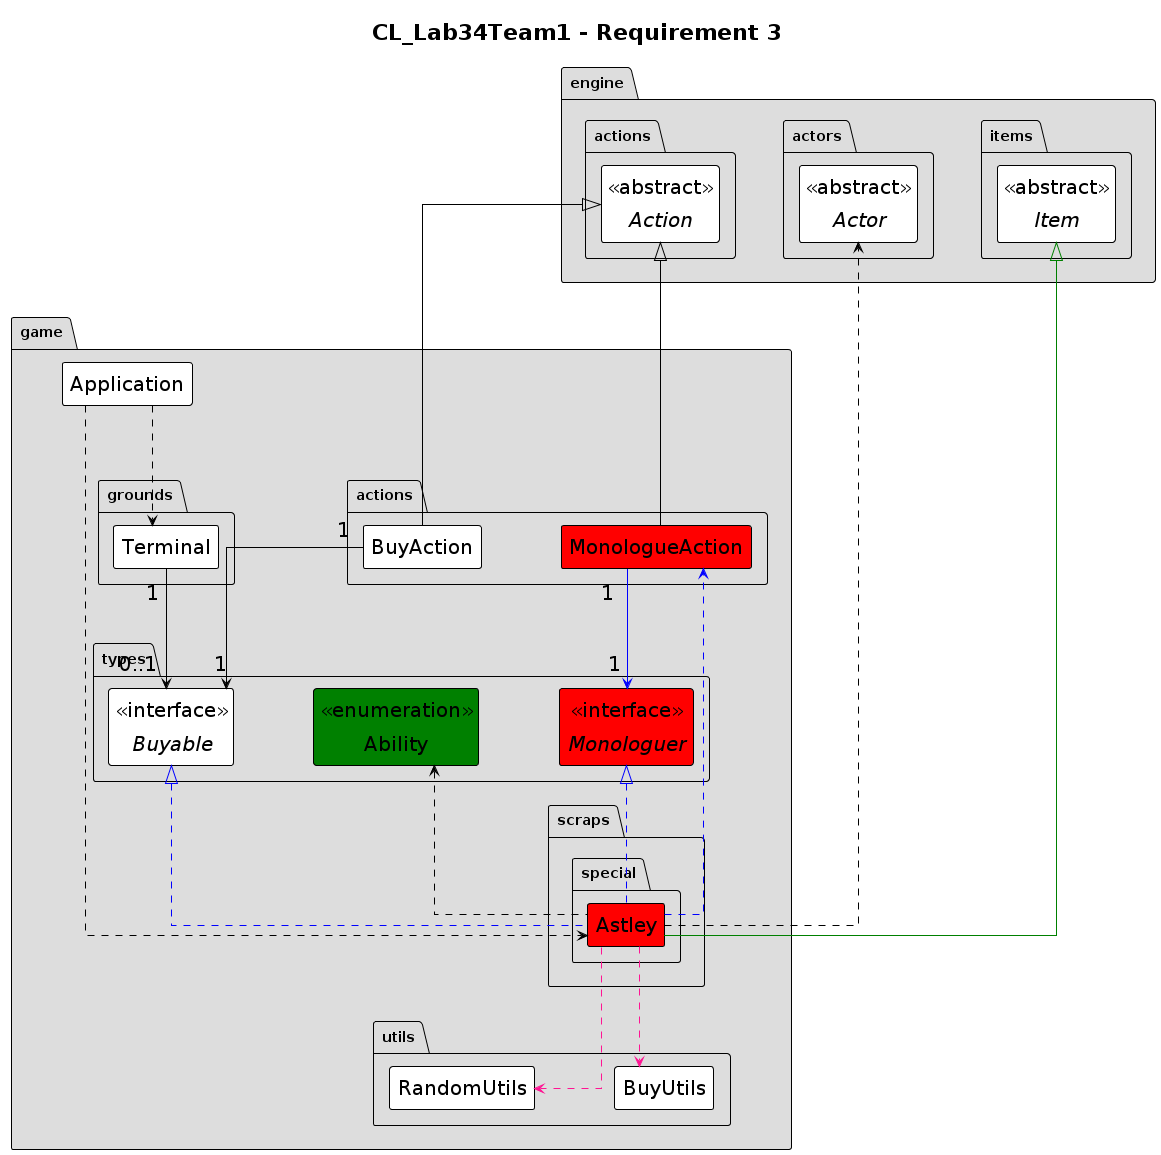 CL_Lab34Team1 - Requirement 3
engine
actions
actors
items
«abstract»
Action
«abstract»
Actor
«abstract»
Item
game
Application
grounds
actions
Terminal
1
BuyAction
MonologueAction
1
1
types
0..1
1
1
«interface»
Buyable
«enumeration»
Ability
«interface»
Monologuer
scraps
special
Astley
utils
RandomUtils
BuyUtils